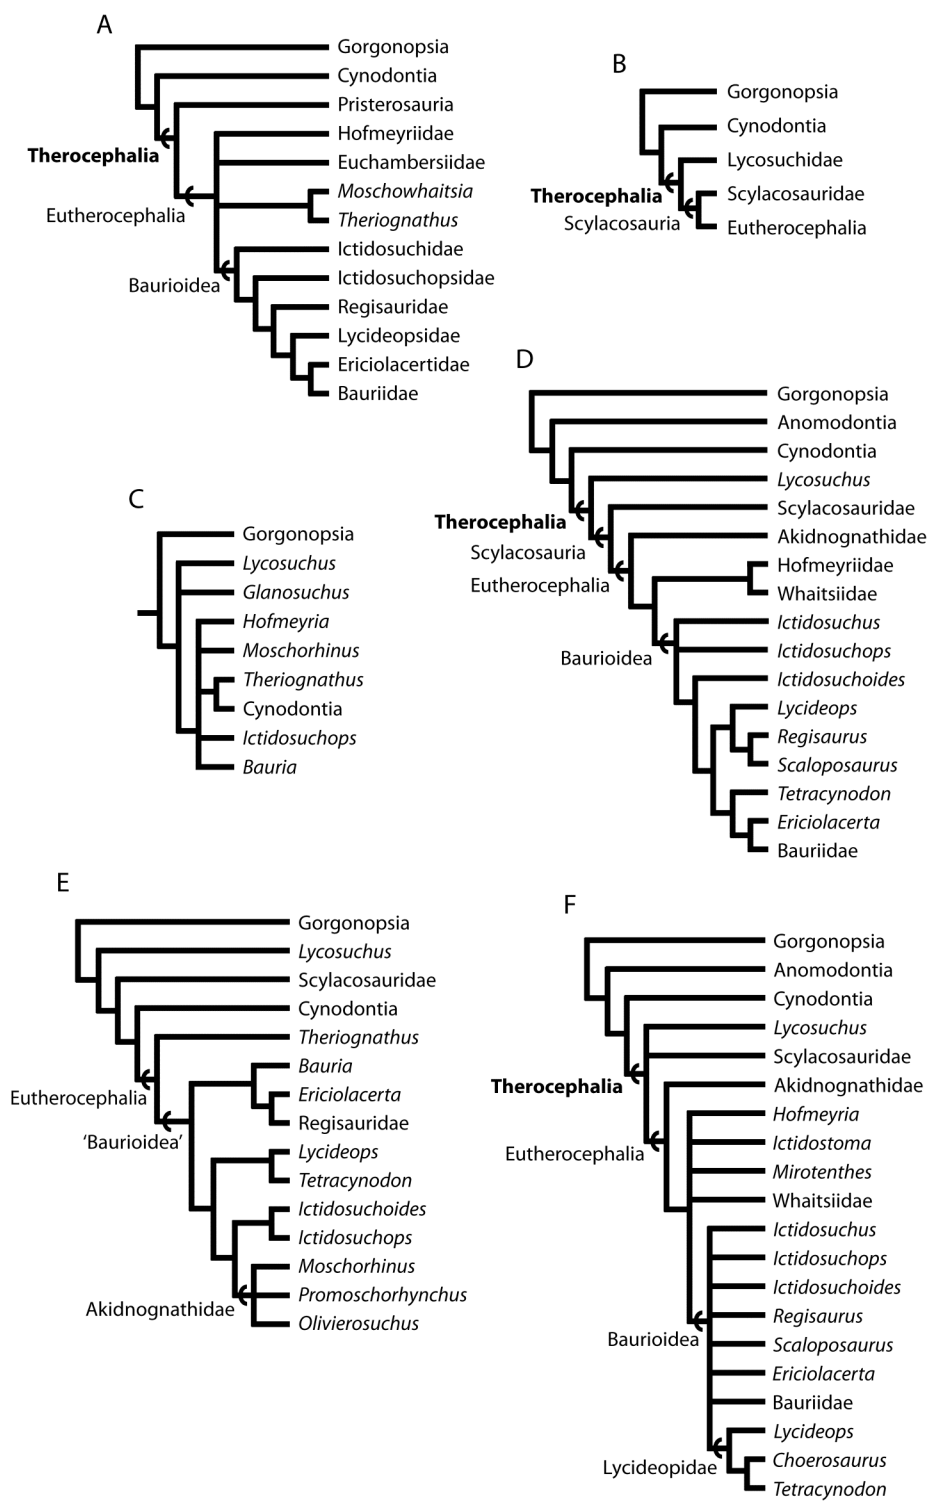 A
Gorgonopsia
Cynodontia
Pristerosauria
Hofmeyriidae
Therocephalia
Euchambersiidae
Moschowhaitsia
Eutherocephalia
Theriognathus
Ictidosuchidae
Baurioidea
Ictidosuchopsidae
Regisauridae
Lycideopsidae
Ericiolacertidae
Bauriidae
B
Gorgonopsia
Cynodontia
Lycosuchidae
Therocephalia
Scylacosauridae
Scylacosauria
Eutherocephalia
C
Gorgonopsia
Lycosuchus
Glanosuchus
Hofmeyria
Moschorhinus
Theriognathus
Cynodontia
Ictidosuchops
Bauria
D
Gorgonopsia
Anomodontia
Cynodontia
Lycosuchus
Scylacosauridae
Therocephalia
Akidnognathidae
Scylacosauria
Hofmeyriidae
Eutherocephalia
Whaitsiidae
Ictidosuchus
Baurioidea
Ictidosuchops
Ictidosuchoides
Lycideops
Regisaurus
Scaloposaurus
Tetracynodon
Ericiolacerta
Bauriidae
E
Gorgonopsia
Lycosuchus
Scylacosauridae
Cynodontia
Theriognathus
Bauria
Eutherocephalia
Ericiolacerta
Regisauridae
'Baurioidea'
Lycideops
Tetracynodon
Ictidosuchoides
Ictidosuchops
Moschorhinus
Promoschorhynchus
Akidnognathidae
Olivierosuchus
F
Gorgonopsia
Anomodontia
Cynodontia
Lycosuchus
Scylacosauridae
Therocephalia
Akidnognathidae
Hofmeyria
Ictidostoma
Eutherocephalia
Mirotenthes
Whaitsiidae
Ictidosuchus
Ictidosuchops
Ictidosuchoides
Regisaurus
Baurioidea
Scaloposaurus
Ericiolacerta
Bauriidae
Lycideops
Choerosaurus
Lycideopidae
Tetracynodon